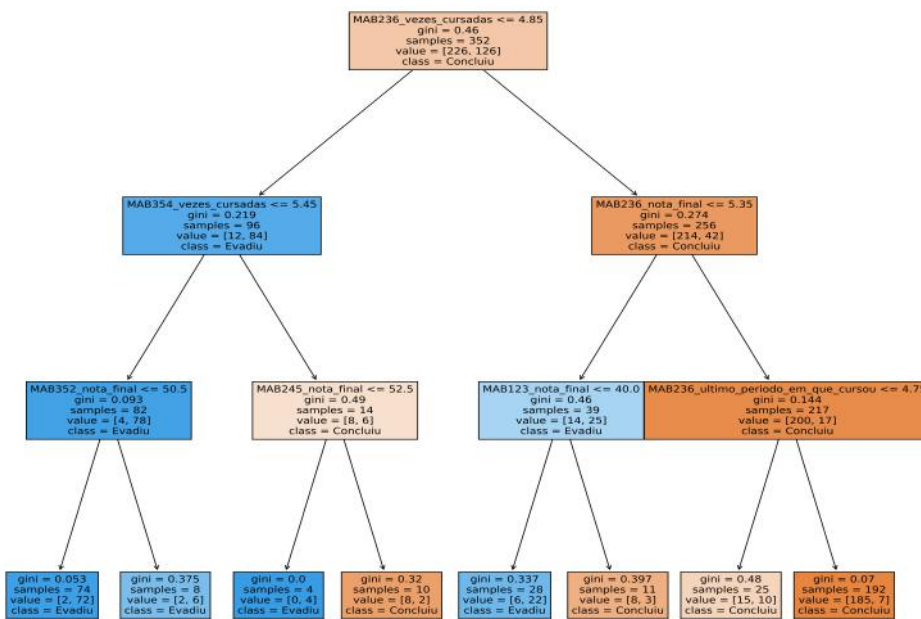 MAB236_vezes_cursadas <= 4.85
gini = 0.46
samples = 352
value = [226, 126]
class = Concluiu
MAB354_vezes_cursadas <= 5.45
gini = 0.219
samples = 96
value = [12, 84]
class = Evadiu
MAB236_nota_final <= 5.35
gini = 0.274
samples = 256
value = [214, 42]
class = Concluiu
MAB352_nota_final <= 50.5
gini = 0.093
samples = 82
value = [4, 78]
class = Evadiu
MAB245_nota_final <= 52.5
gini = 0.49
samples = 14
value = [8, 6]
class = Concluiu
MAB123_nota_final <= 40.0
gini = 0.46
samples = 39
value = [14, 25]
class = Evadiu
MAB236_ultimo_periodo_em_que_cursou <= 4.75
gini = 0.144
samples = 217
value = [200, 17]
class = Concluiu
gini = 0.053
samples = 74
value = [2, 72]
class = Evadiu
gini = 0.375
samples = 8
value = [2, 6]
class = Evadiu
gini = 0.0
samples = 4
value = [0, 4]
class = Evadiu
gini = 0.32
samples = 10
value = [8, 2]
class = Concluiu
gini = 0.337
samples = 28
value = [6, 22]
class = Evadiu
gini = 0.397
samples = 11
value = [8, 3]
class = Concluiu
gini = 0.48
samples = 25
value = [15, 10]
class = Concluiu
gini = 0.07
samples = 192
value = [185, 7]
class = Concluiu